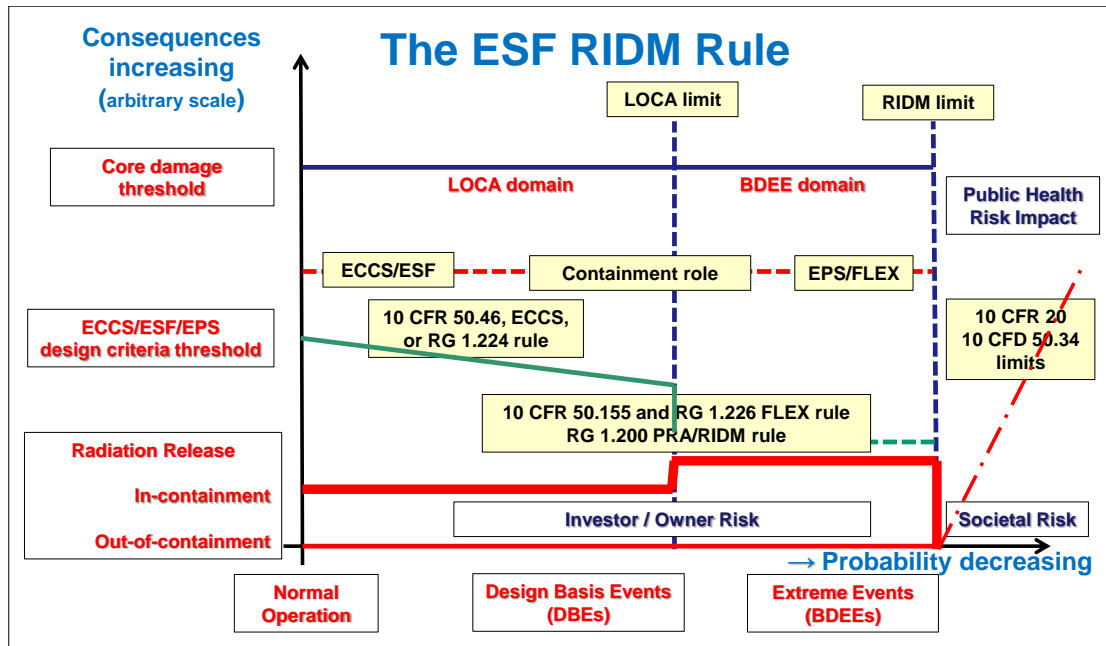 Consequences
increasing
(arbitrary scale)
The ESF RIDM Rule
LOCA limit
RIDM limit
Core damage
threshold
LOCA domain
BDEE domain
Public Health
Risk Impact
ECCS/ESF
Containment role
EPS/FLEX
10 CFR 50.46, ECCS,
or RG 1.224 rule
ECCS/ESF/EPS
design criteria threshold
10 CFR 20
10 CFD 50.34
limits
10 CFR 50.155 and RG 1.226 FLEX rule
RG 1.200 PRA/RIDM rule
Radiation Release
In-containment
Out-of-containment
Investor / Owner Risk
Societal Risk
→ Probability decreasing
Normal
Operation
Design Basis Events
(DBEs)
Extreme Events
(BDEEs)